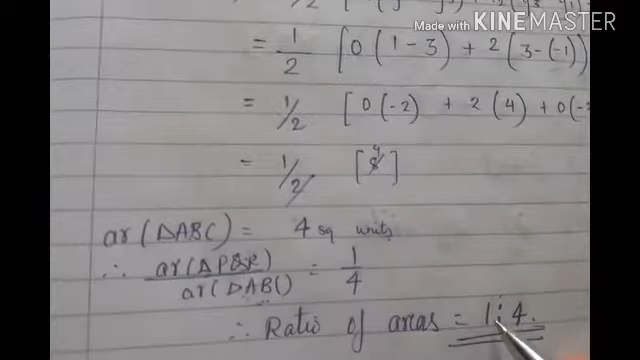 Made with KINEMASTER
= 1/2 [0(1-3) + 2(3-(-1))
= 1/2 [0(-2) + 2(4) + 0(-
= 1/2 [8] 4
ar(ΔABC) = 4 sq units
∴ ar(ΔPQR)/ar(ΔABC) = 1/4
∴ Ratio of areas = 1:4.